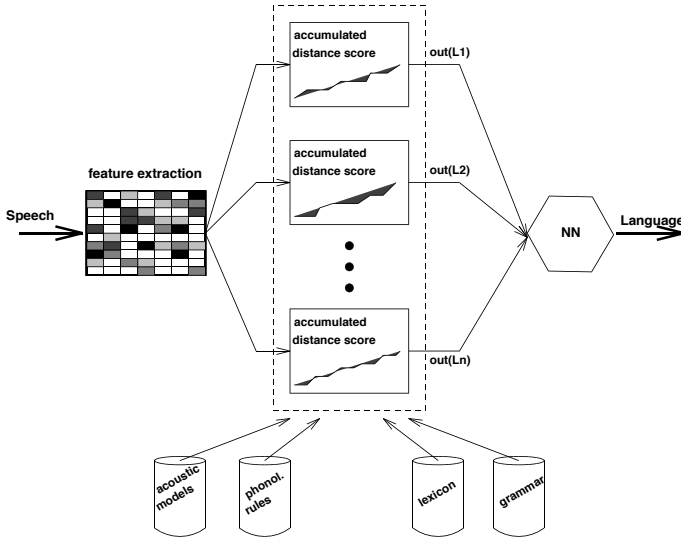 accumulated
distance score
out(L1)
accumulated
distance score
out(L2)
feature extraction
Speech
NN
Language
accumulated
distance score
out(Ln)
acoustic
models
phonol.
rules
lexicon
grammar